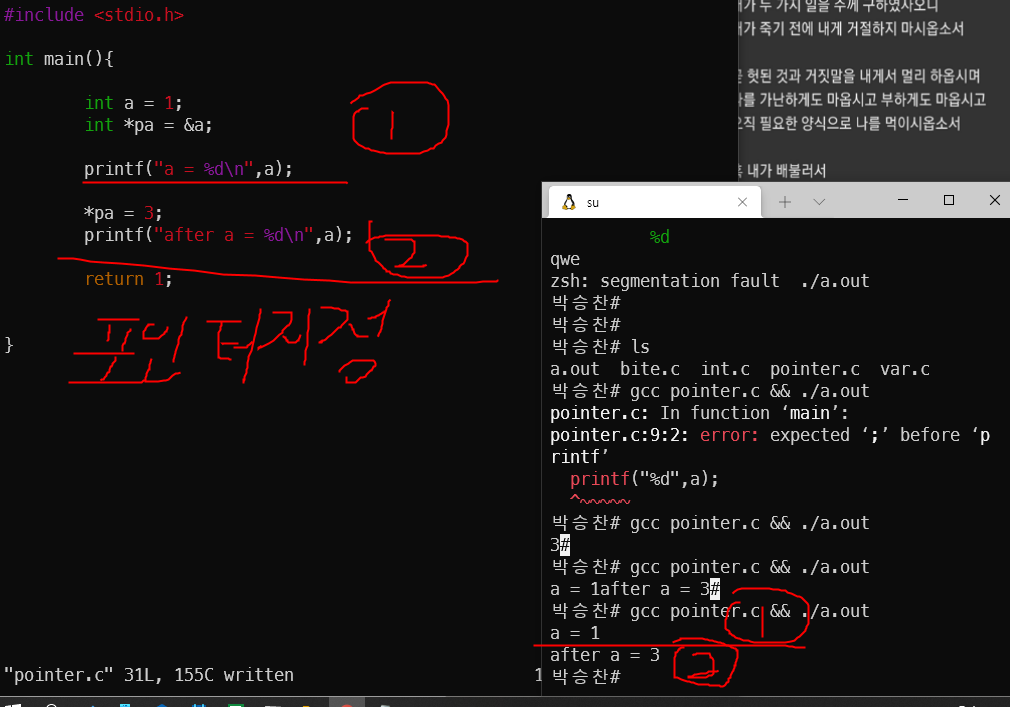 #include <stdio.h>
int main(){
int a = 1;
int *pa = &a;
printf("a = %d\n",a);
*pa = 3;
printf("after a = %d\n",a);
return 1;
}
1
2
포인터지정
"pointer.c" 31L, 155C written
1
가 두 가지 일을 주께 구하였사오니
가 죽기 전에 내게 거절지 마시옵소서
헛된 것과 거짓말을 내게서 멀리 하옵시며
를 가난하게도 마옵시고 부하게도 마옵시고
오직 필요한 양식으로 나를 먹이시옵소서
내가 배불러서
su
%d
qwe
zsh: segmentation fault ./a.out
박승찬#
박승찬#
박승찬# ls
a.out bite.c int.c pointer.c var.c
박승찬# gcc pointer.c && ./a.out
pointer.c: In function ‘main’:
pointer.c:9:2: error: expected ‘;’ before ‘p
rintf’
printf("%d",a);
^~~~~~
박승찬# gcc pointer.c && ./a.out
3#
박승찬# gcc pointer.c && ./a.out
a = 1after a = 3#
박승찬# gcc pointer.c && ./a.out
1
a = 1
after a = 3
2
박승찬#